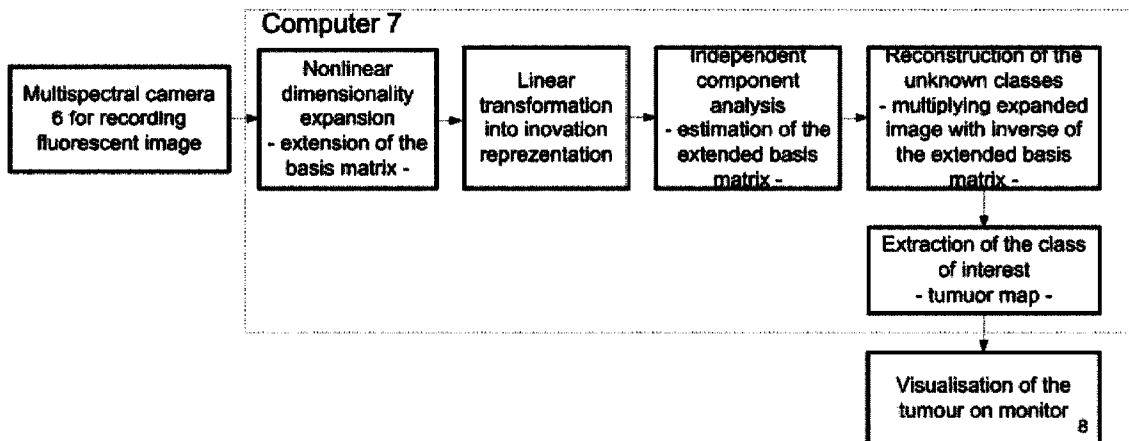 Computer 7
Multispectral camera
6 for recording
fluorescent image
Nonlinear
dimensionality
expansion
- extension of the
basis matrix -
Linear
transformation
into inovation
reprezentation
Independent
component
analysis
- estimation of the
extended basis
matrix -
Reconstruction of the
unknown classes
- multiplying expanded
image with inverse of
the extended basis
matrix -
Extraction of the class
of interest
- tumuor map -
Visualisation of the
tumour on monitor
8